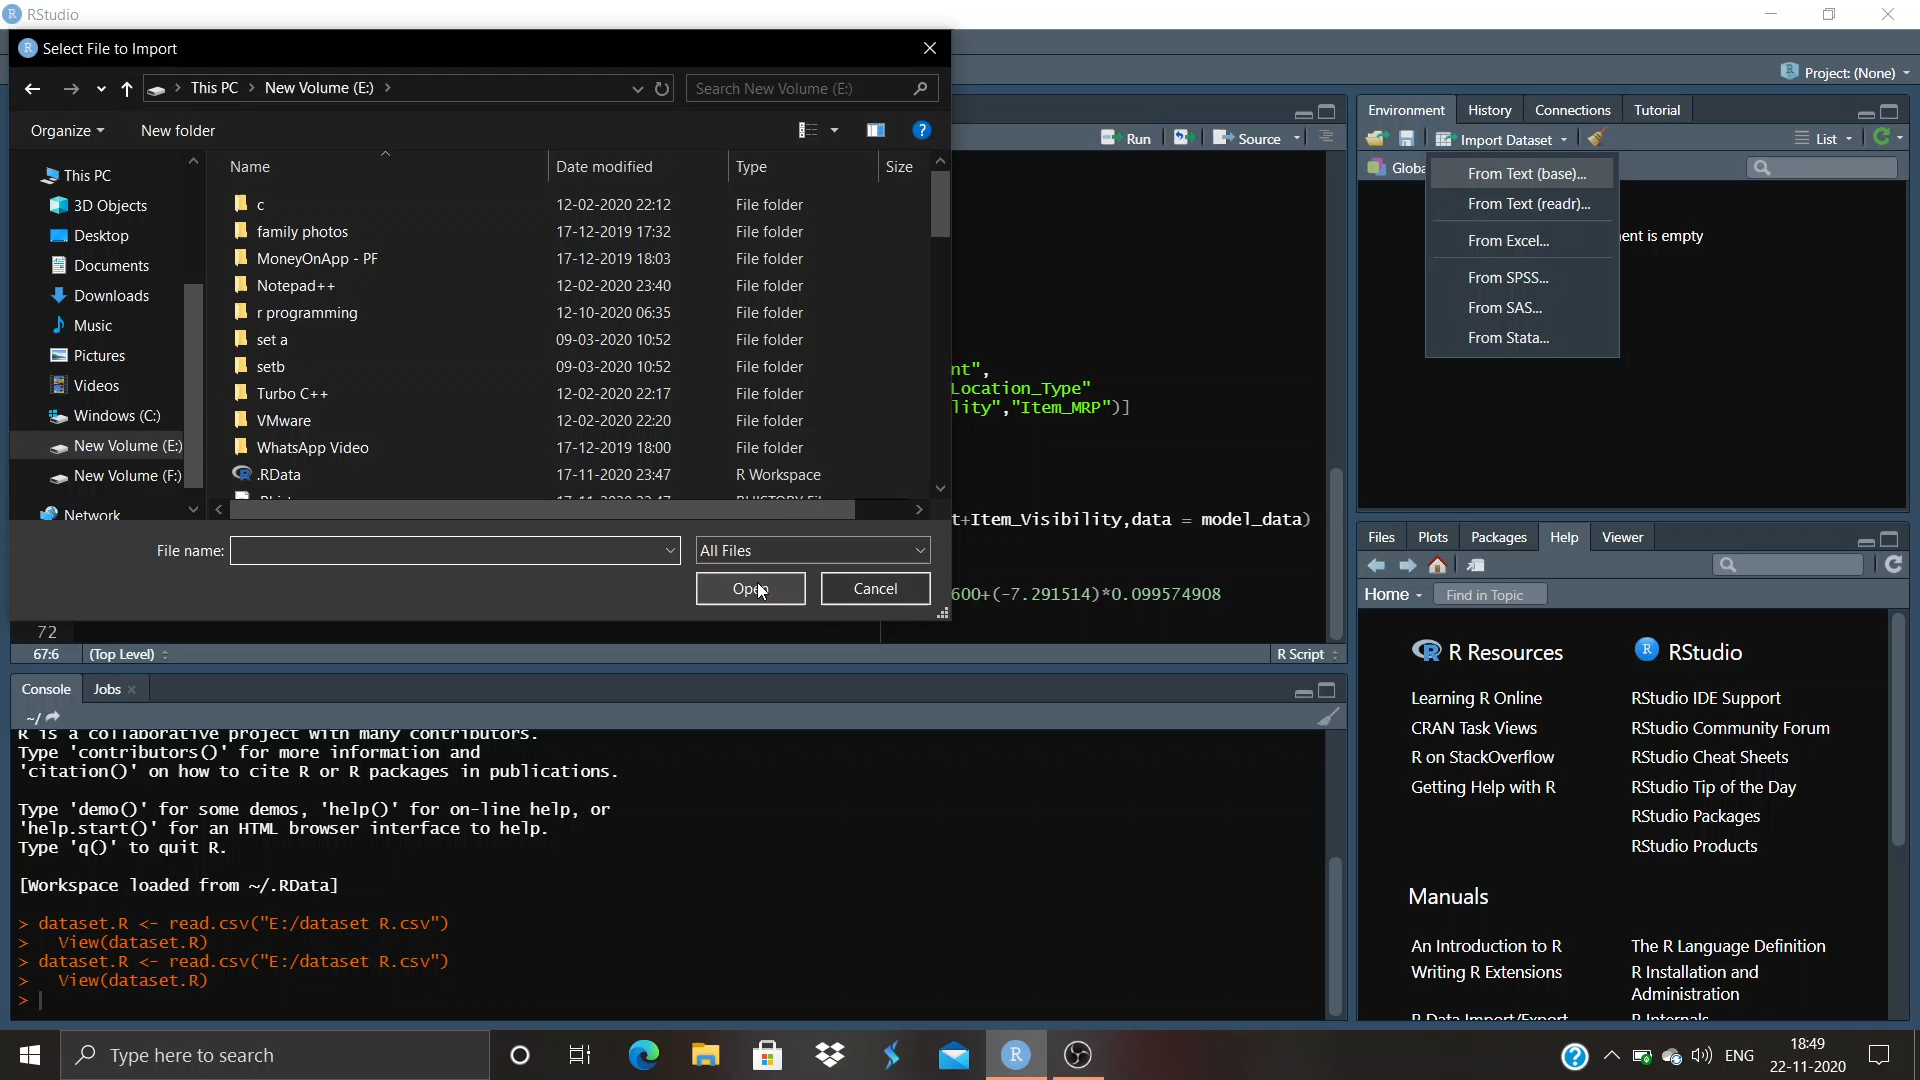 RStudio
Select File to Import
This PC > New Volume (E:) >
Search New Volume (E:)
Project: (None)
Organize
New folder
Name
Date modified
Type
Size
This PC
3D Objects
Desktop
Documents
Downloads
Music
Pictures
Videos
Windows (C:)
New Volume (E:)
New Volume (F:)
Network
c 12-02-2020 22:12 File folder
family photos 17-12-2019 17:32 File folder
MoneyOnApp - PF 17-12-2019 18:03 File folder
Notepad++ 12-02-2020 23:40 File folder
r programming 12-10-2020 06:35 File folder
set a 09-03-2020 10:52 File folder
setb 09-03-2020 10:52 File folder
Turbo C++ 12-02-2020 22:17 File folder
VMware 12-02-2020 22:20 File folder
WhatsApp Video 17-12-2019 18:00 File folder
.RData 17-11-2020 23:47 R Workspace
File name:
All Files
Open
Cancel
Run
Source
nt",
Location_Type"
lity","Item_MRP")]
t+Item_Visibility,data = model_data)
600+(-7.291514)*0.099574908
72
67:6 (Top Level)
R Script
Console Jobs
~/
R is a collaborative project with many contributors.
Type 'contributors()' for more information and
'citation()' on how to cite R or R packages in publications.
Type 'demo()' for some demos, 'help()' for on-line help, or
'help.start()' for an HTML browser interface to help.
Type 'q()' to quit R.
[Workspace loaded from ~/.RData]
> dataset.R <- read.csv("E:/dataset R.csv")
> View(dataset.R)
> dataset.R <- read.csv("E:/dataset R.csv")
> View(dataset.R)
>
Environment History Connections Tutorial
Import Dataset
List
Globa
From Text (base)...
From Text (readr)...
From Excel...
From SPSS...
From SAS...
From Stata...
ent is empty
Files Plots Packages Help Viewer
Home
Find in Topic
R Resources
Learning R Online
CRAN Task Views
R on StackOverflow
Getting Help with R
RStudio
RStudio IDE Support
RStudio Community Forum
RStudio Cheat Sheets
RStudio Tip of the Day
RStudio Packages
RStudio Products
Manuals
An Introduction to R
Writing R Extensions
R Data Import/Export
The R Language Definition
R Installation and
Administration
R Internals
Type here to search
ENG
18:49
22-11-2020